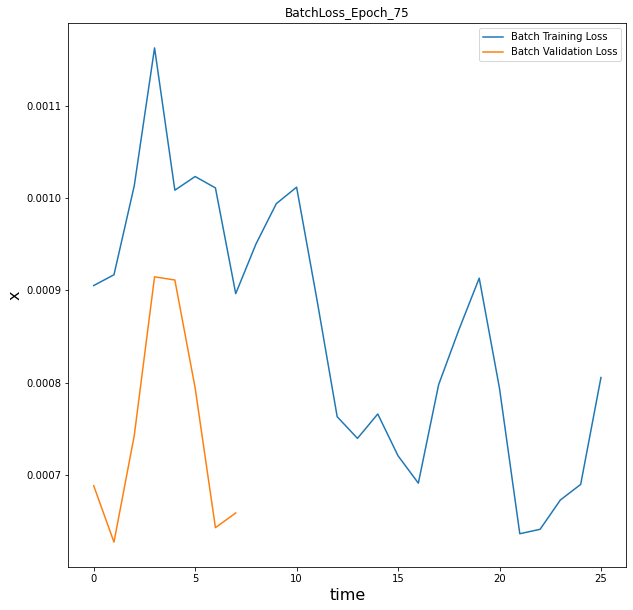 BatchLoss_Epoch_75
Batch Training Loss
Batch Validation Loss
0.0011
0.0010
0.0009
0.0008
0.0007
x
0 5 10 15 20 25
time